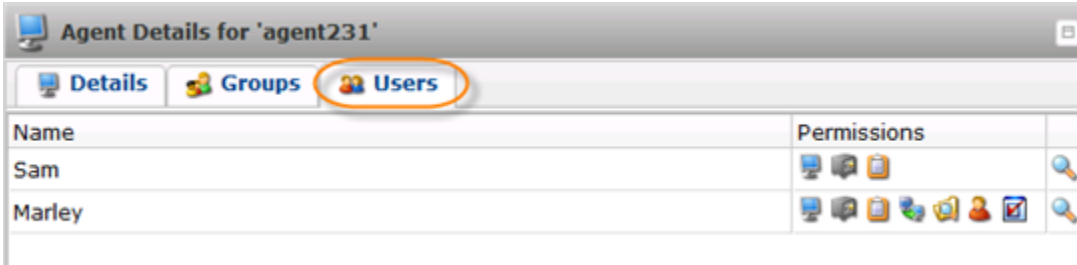 Agent Details for 'agent231'
Details Groups Users
Name Permissions
Sam
Marley